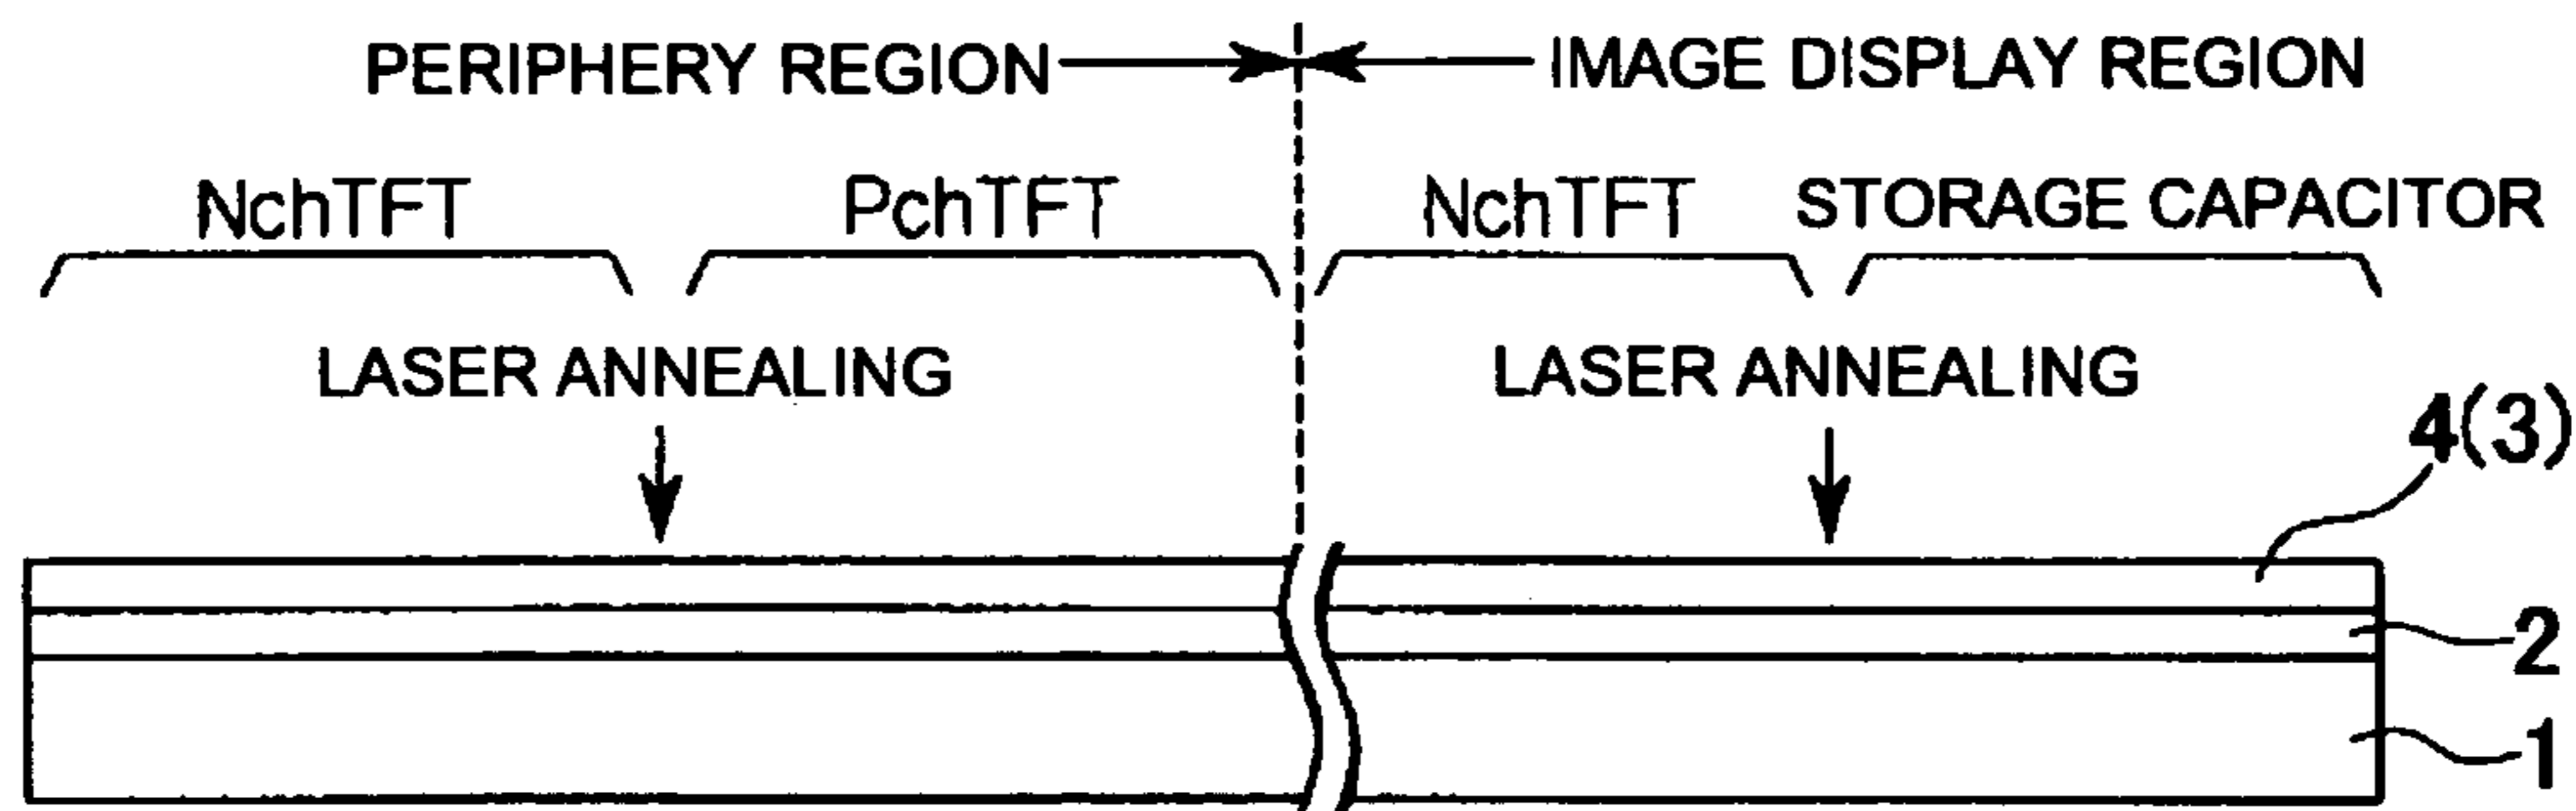 PERIPHERY REGION IMAGE DISPLAY REGION
NchTFT PchTFT NchTFT STORAGE CAPACITOR
LASER ANNEALING LASER ANNEALING
4(3)
2
1